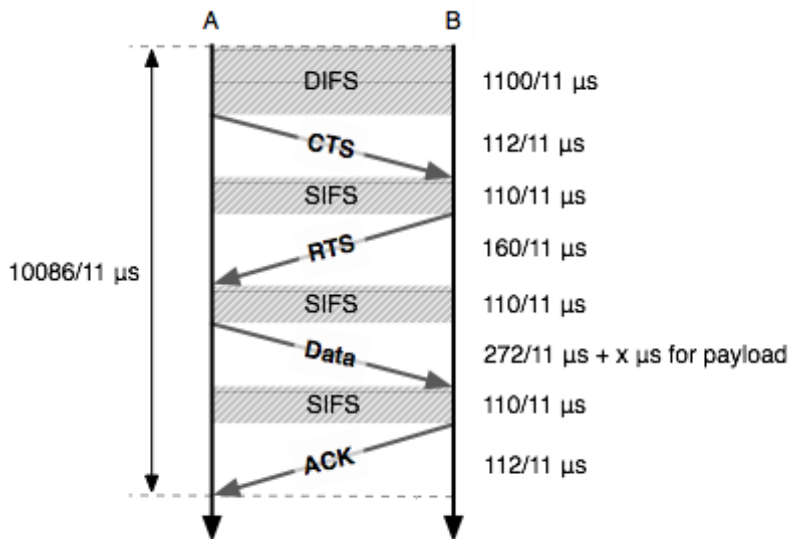 A B
DIFS 1100/11 μs
CTS 112/11 μs
SIFS 110/11 μs
RTS 160/11 μs
10086/11 μs
SIFS 110/11 μs
Data 272/11 μs + x μs for payload
SIFS 110/11 μs
ACK 112/11 μs